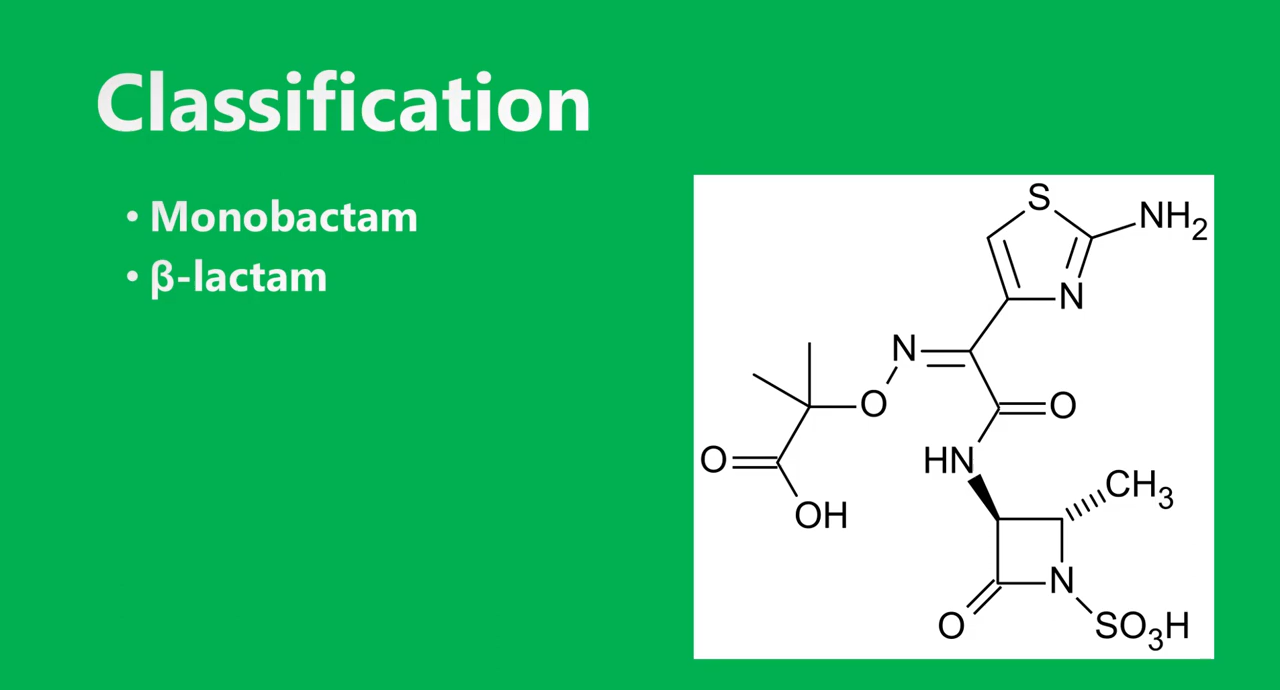 Classification
• Monobactam
• β-lactam
S
NH2
N
N
O
O
O
HN
CH3
OH
N
O
SO3H